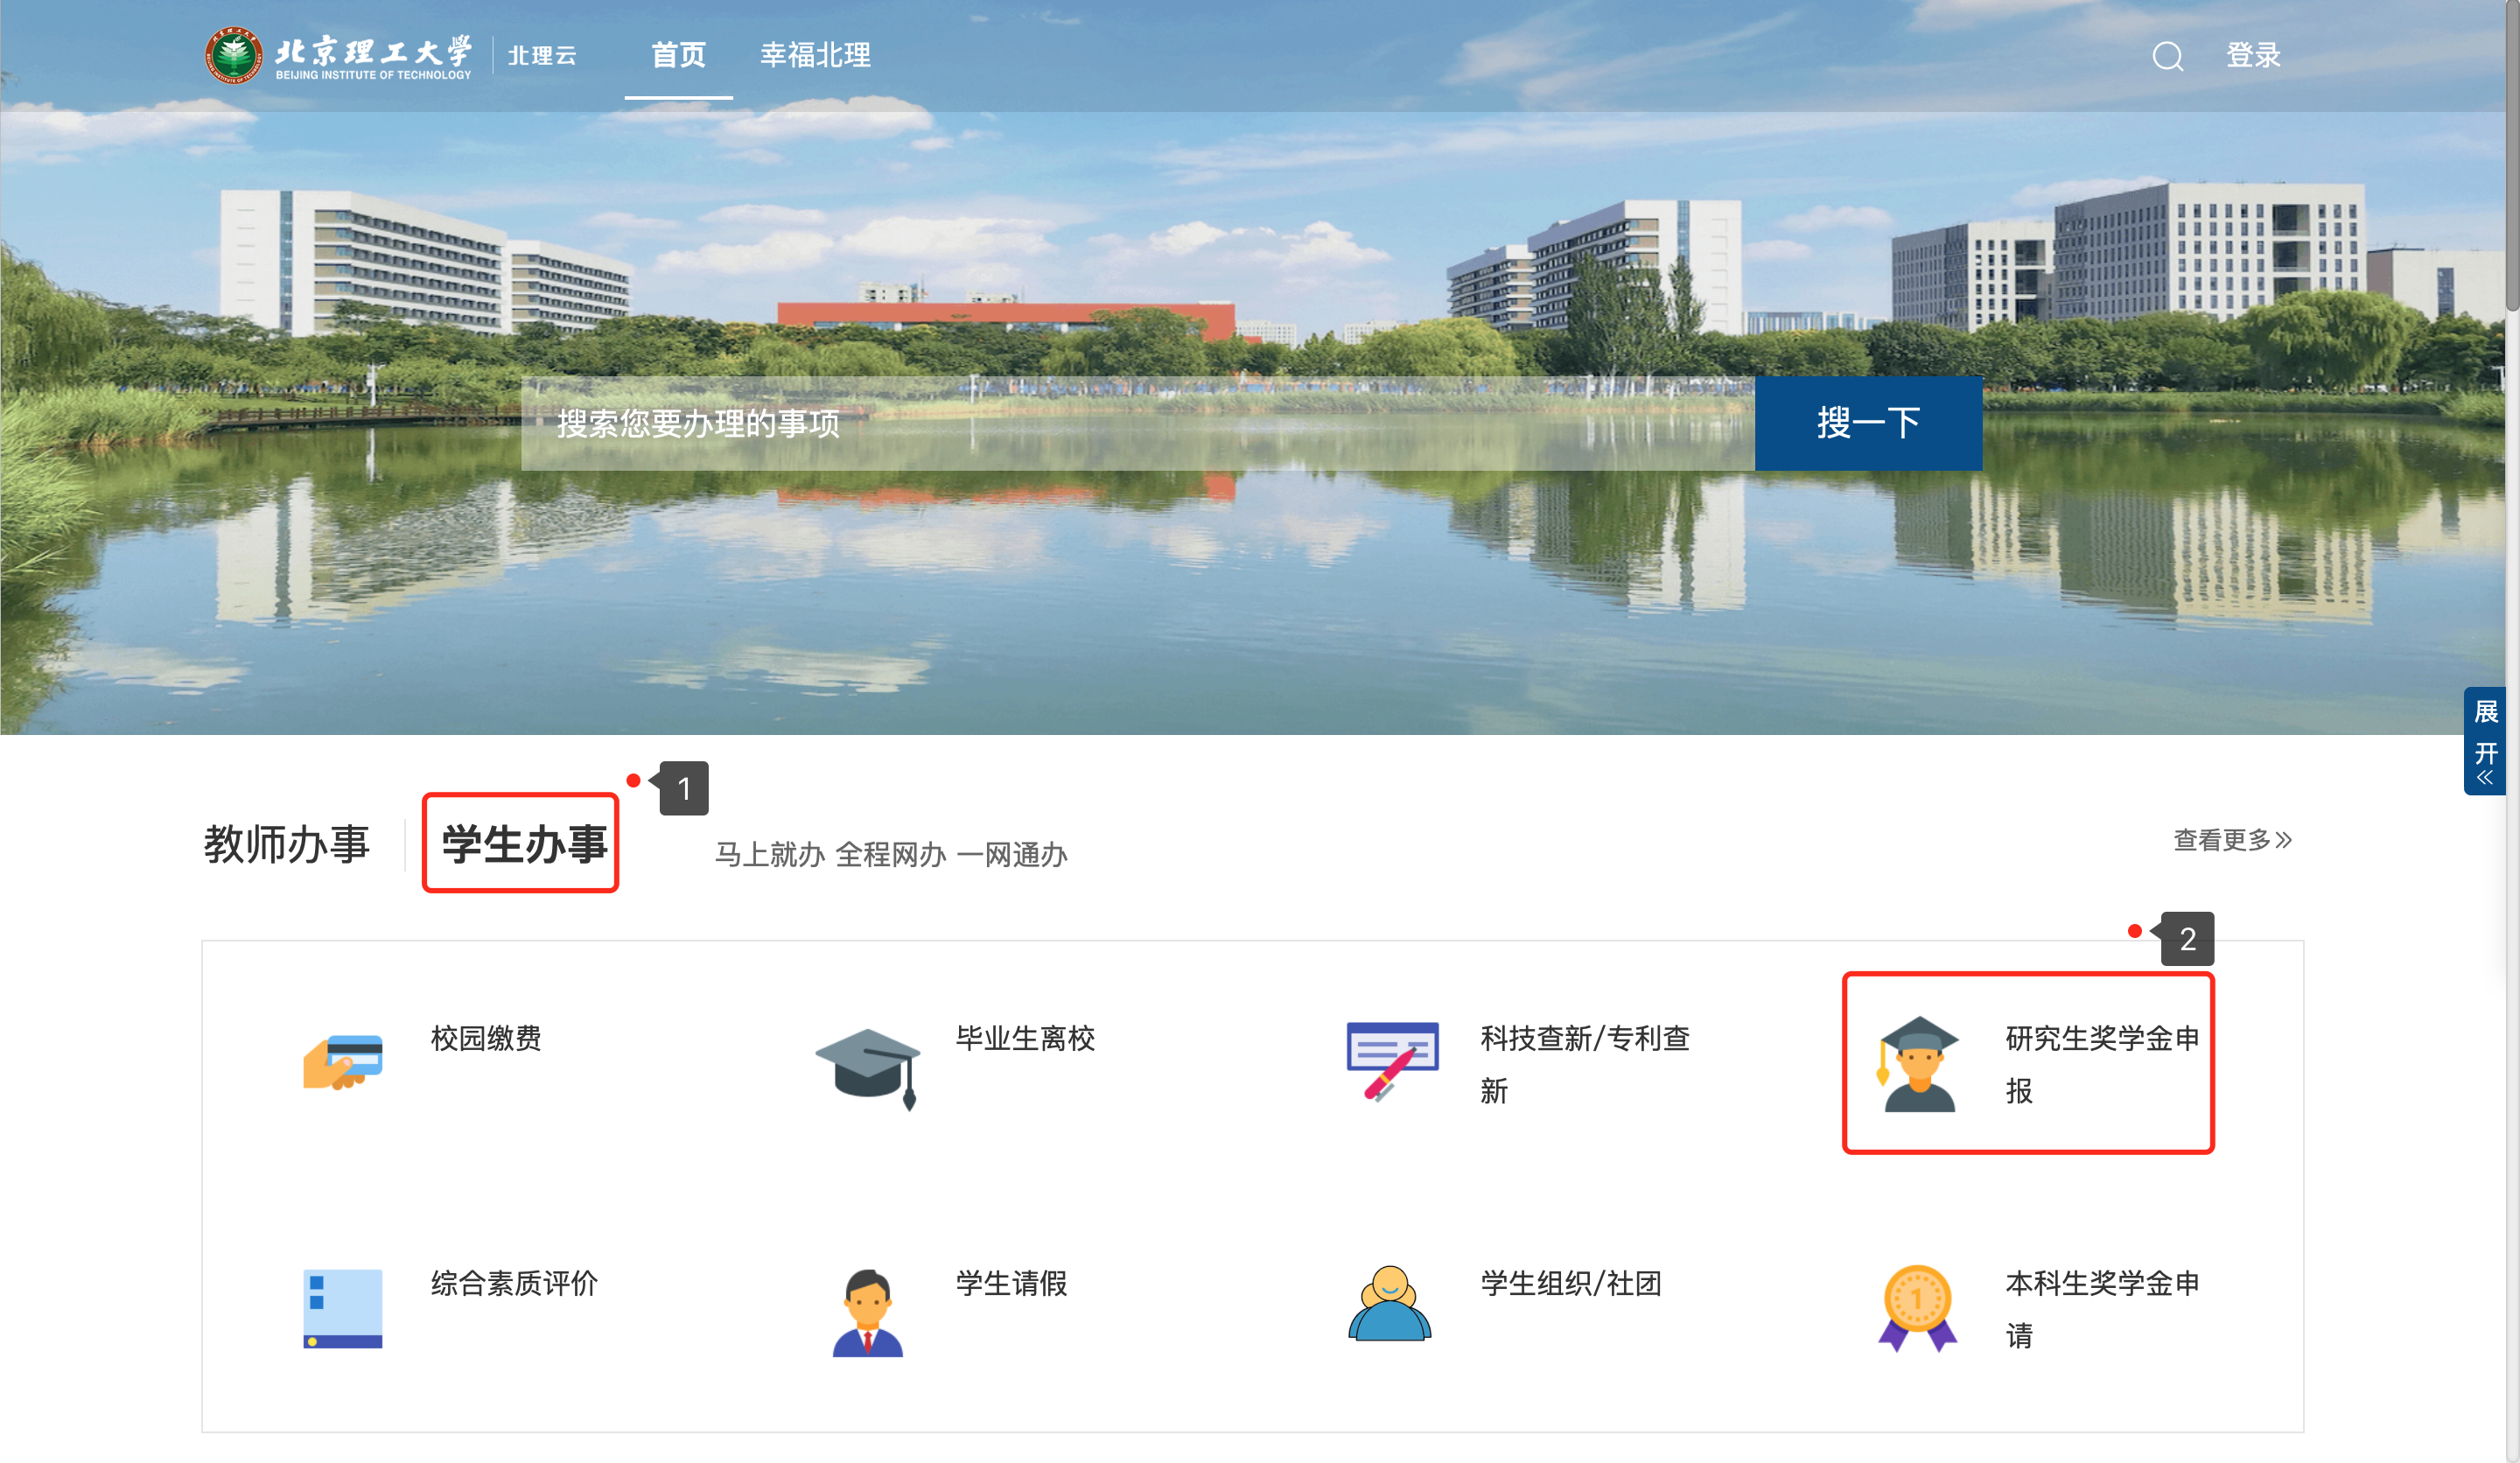 北京理工大学
BEIJING INSTITUTE OF TECHNOLOGY
北理云
首页
幸福北理
登录
搜索您要办理的事项
搜一下
展
开
1
教师办事
学生办事
马上就办 全程网办 一网通办
查看更多
2
校园缴费
毕业生离校
科技查新/专利查
新
研究生奖学金申
报
综合素质评价
学生请假
学生组织/社团
1
本科生奖学金申
请